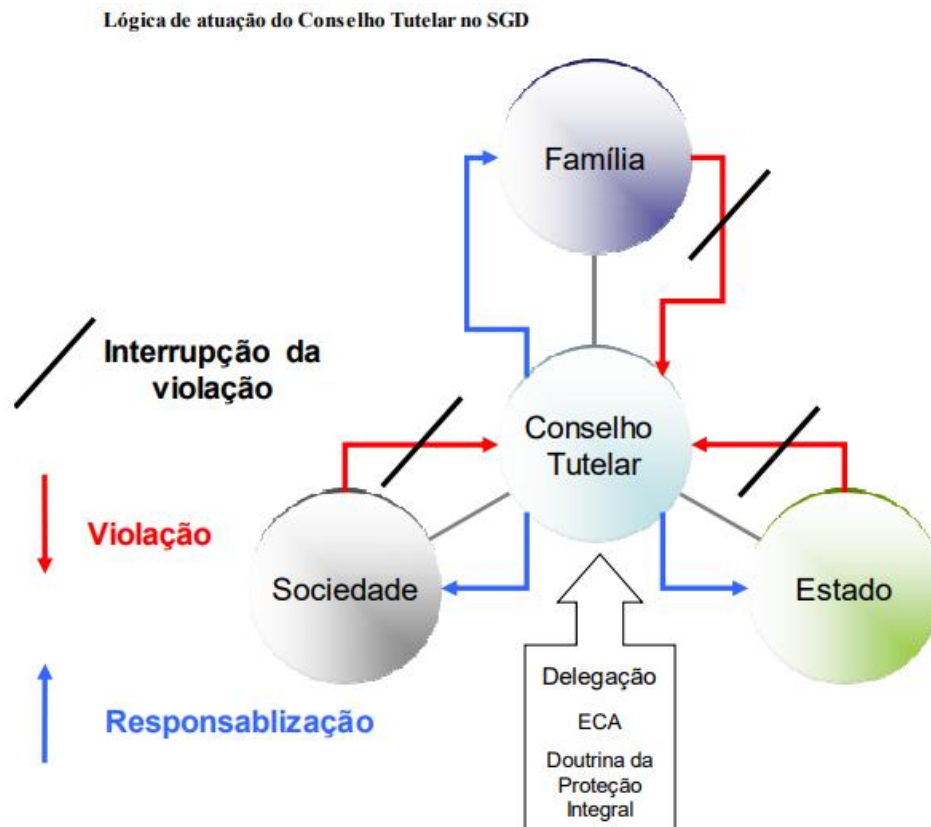 Lógica de atuação do Conselho Tutelar no SGD
Família
Interrupção da
violação
Conselho
Tutelar
Violação
Sociedade
Estado
Delegação
ECA
Doutrina da
Proteção
Integral
Responsablização